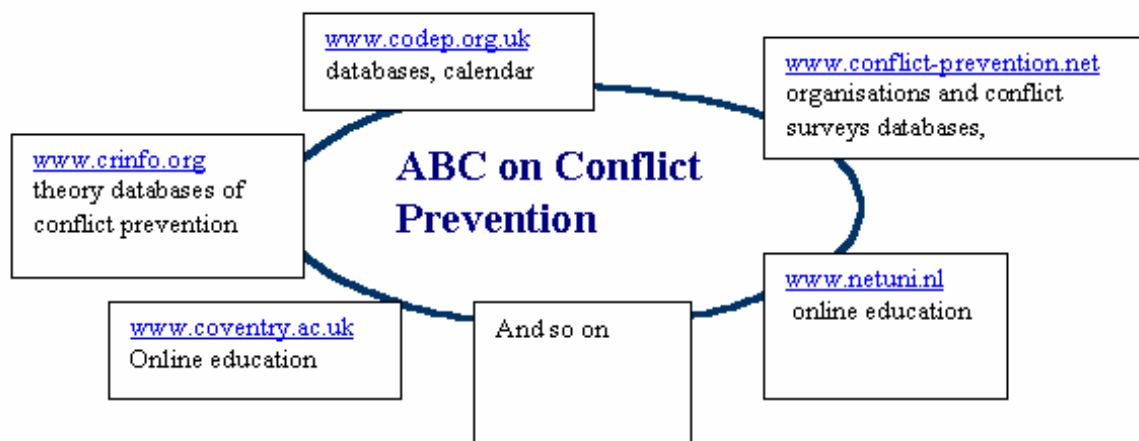 www.codep.org.uk
databases, calendar
www.conflict-prevention.net
organisations and conflict
surveys databases,
www.crinfo.org
theory databases of
conflict prevention
ABC on Conflict
Prevention
www.netuni.nl
online education
www.coventry.ac.uk
Online education
And so on